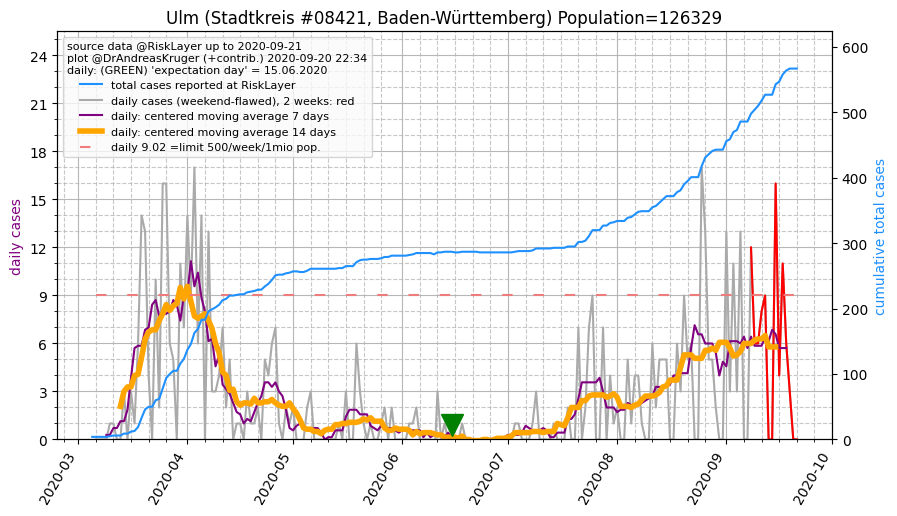 Ulm (Stadtkreis #08421, Baden-Württemberg) Population=126329
source data @RiskLayer up to 2020-09-21
plot @DrAndreasKruger (+contrib.) 2020-09-20 22:34
daily: (GREEN) 'expectation day' = 15.06.2020
total cases reported at RiskLayer
daily cases (weekend-flawed), 2 weeks: red
daily: centered moving average 7 days
daily: centered moving average 14 days
daily 9.02 =limit 500/week/1mio pop.
daily cases
24
21
18
15
12
9
6
3
0
600
500
400
300
200
100
0
cumulative total cases
2020-03
2020-04
2020-05
2020-06
2020-07
2020-08
2020-09
2020-10